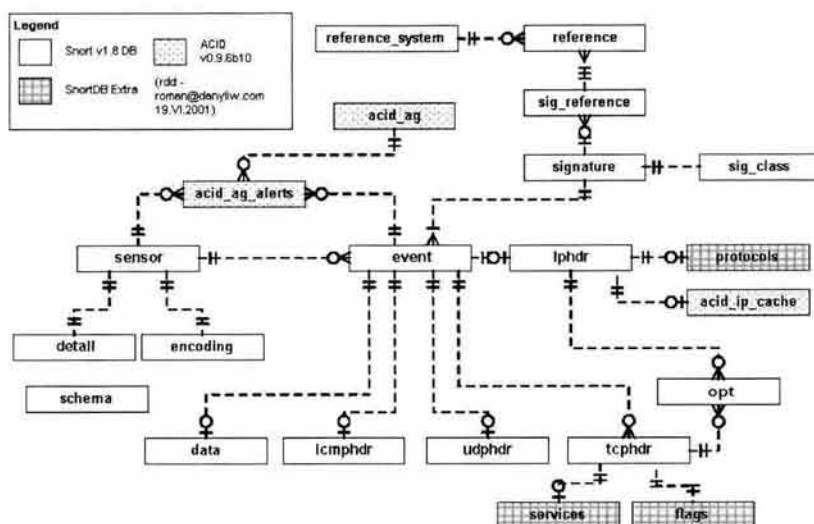 Legend
Snort v1.8 DB
ACID
v0.9.6b10
SnortDB Extra
(rdd -
roman@danyliw.com
19.VI.2001)
reference_system
reference
sig_reference
acid_ag
signature
sig_class
acid_ag_alerts
sensor
event
iphdr
protocols
acid_ip_cache
detail
encoding
schema
opt
data
icmphdr
udphdr
tcphdr
services
flags